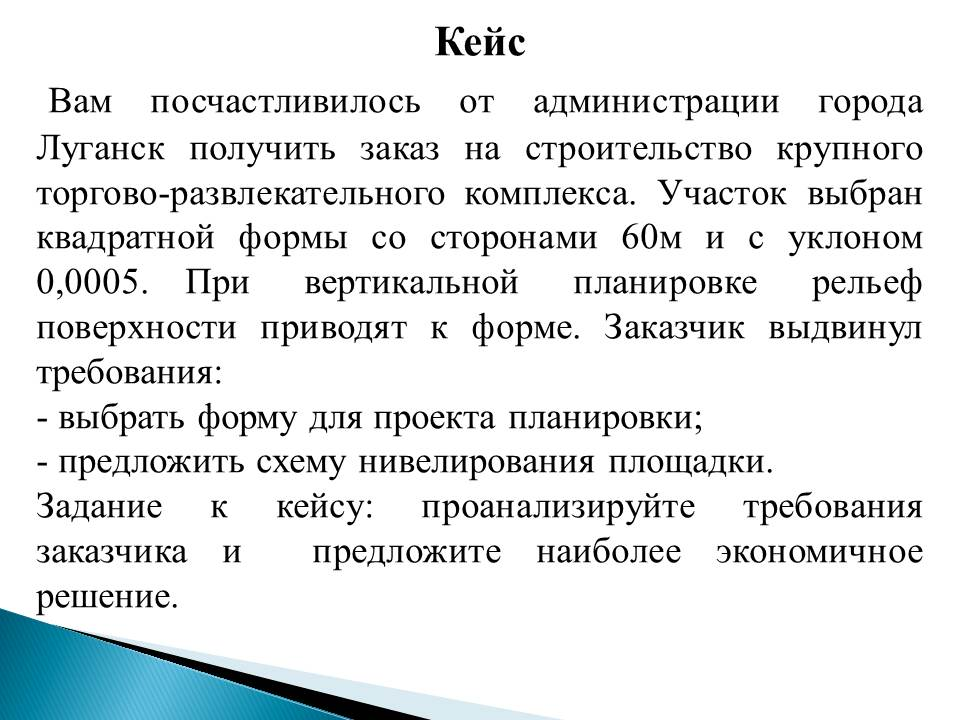 Кейс
Вам посчастливилось от администрации города
Луганск получить заказ на строительство крупного
торгово-развлекательного комплекса. Участок выбран
квадратной формы со сторонами 60м и с уклоном
0,0005. При вертикальной планировке рельеф
поверхности приводят к форме. Заказчик выдвинул
требования:
- выбрать форму для проекта планировки;
- предложить схему нивелирования площадки.
Задание к кейсу: проанализируйте требования
заказчика и предложите наиболее экономичное
решение.